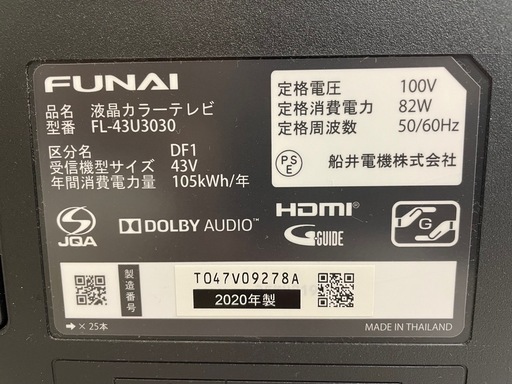 FUNAI
品名 液晶カラーテレビ
型番 FL-43U3030
区分名 DF1
受信機型サイズ 43V
年間消費電力量 105kWh/年
定格電圧 100V
定格消費電力 82W
定格周波数 50/60Hz
PSE 船井電機株式会社
S
JQA
DOLBY AUDIO™
HDMI
G-GUIDE
G
製造番号
T047V09278A
2020年製
→× 25本
MADE IN THAILAND